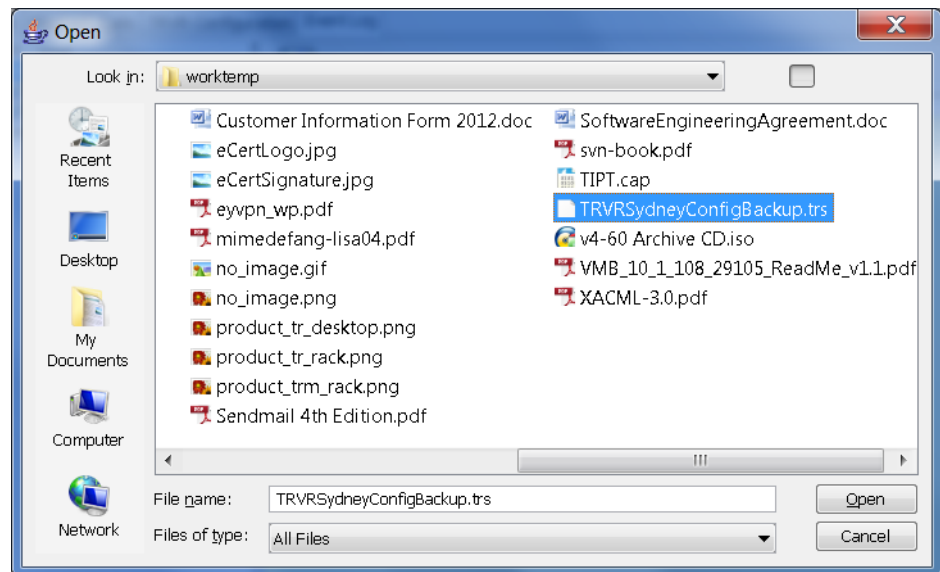 Open
Look in:
worktemp
Recent
Items
Desktop
My
Documents
Computer
Network
Customer Information Form 2012.doc
eCertLogo.jpg
eCertSignature.jpg
eyvpn_wp.pdf
mimedefang-lisa04.pdf
no_image.gif
no_image.png
product_tr_desktop.png
product_tr_rack.png
product_trm_rack.png
Sendmail 4th Edition.pdf
SoftwareEngineeringAgreement.doc
svn-book.pdf
TIPT.cap
TRVRSydneyConfigBackup.trs
v4-60 Archive CD.iso
VMB_10_1_108_29105_ReadMe_v1.1.pdf
XACML-3.0.pdf
File name:
TRVRSydneyConfigBackup.trs
Open
Files of type:
All Files
Cancel